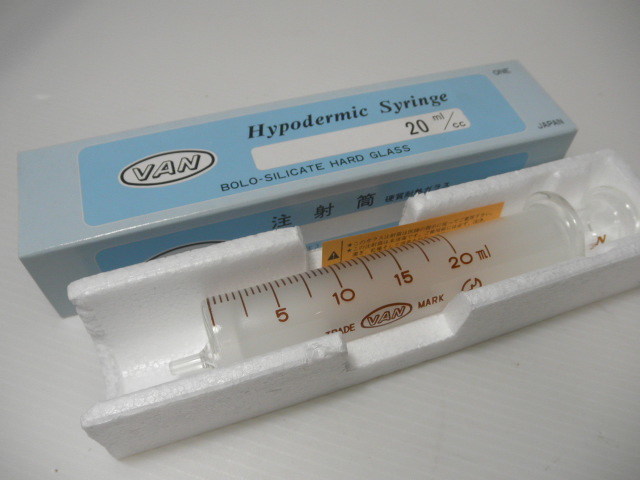 ONE
Hypodermic Syringe
20 ml/cc
VAN
BOLO-SILICATE HARD GLASS
JAPAN
注射筒
5 10 15 20 ml
TRADE VAN MARK